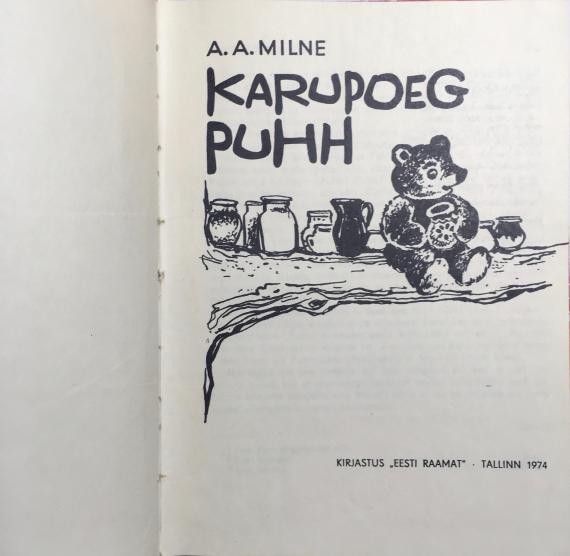 A. A. MILNE
KARUPOEG
PUHH
KIRJASTUS „EESTI RAAMAT“ · TALLINN 1974